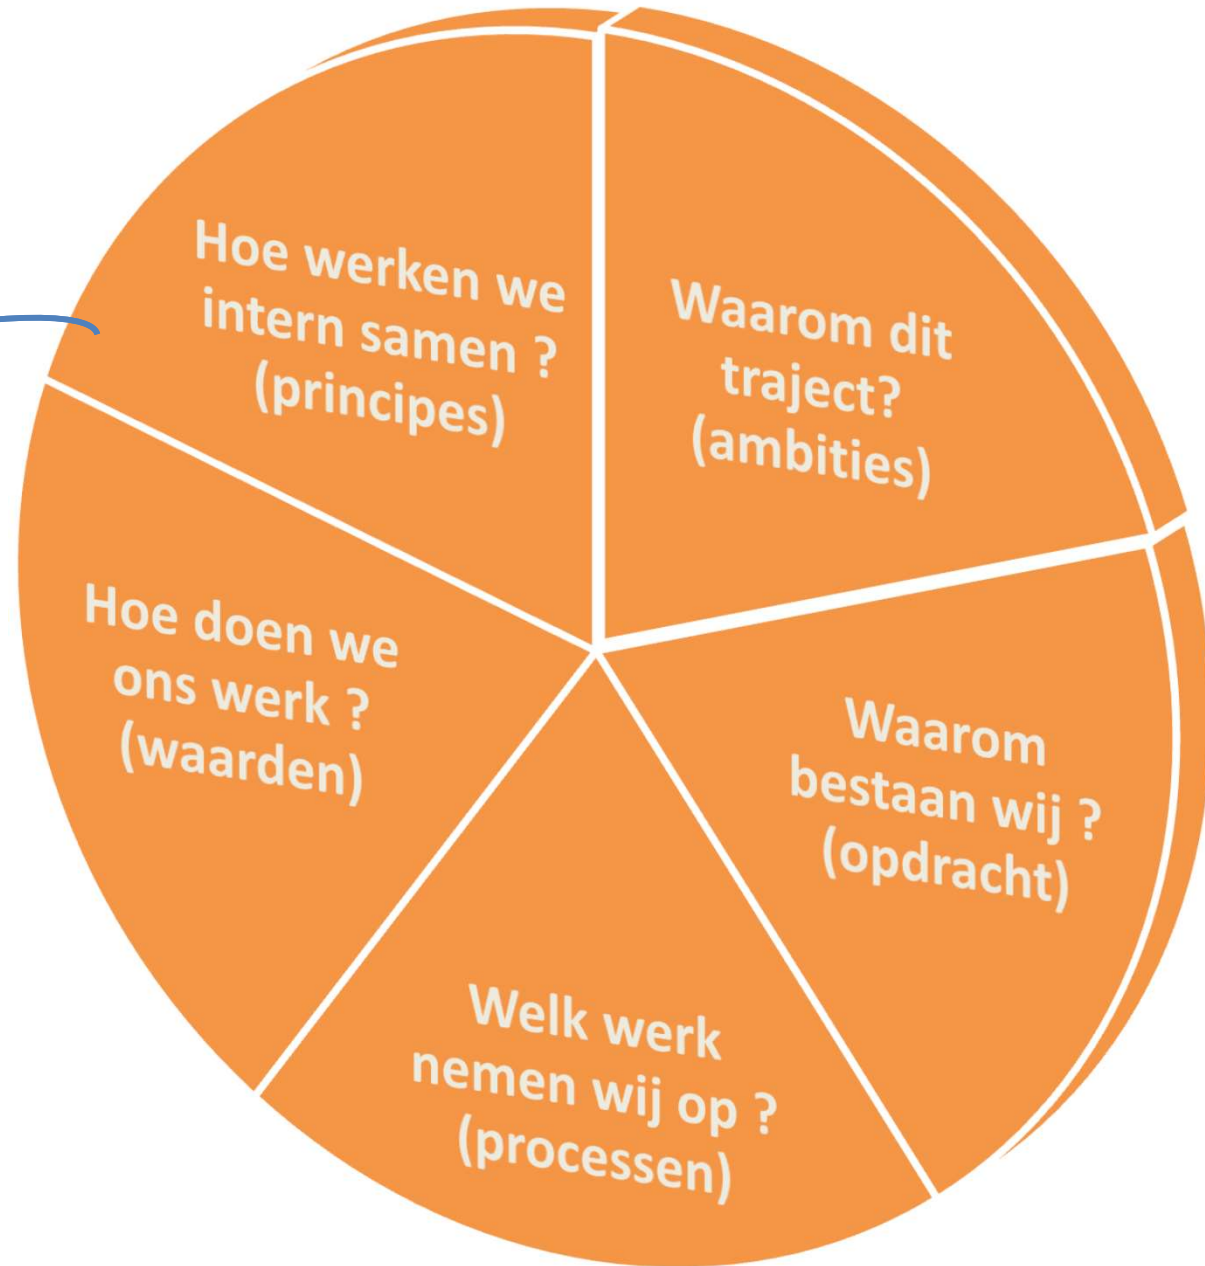 Hoe werken we
intern samen ?
(principes)
Waarom dit
traject?
(ambities)
Hoe doen we
ons werk ?
(waarden)
Waarom
bestaan wij ?
(opdracht)
Welk werk
nemen wij op ?
(processen)